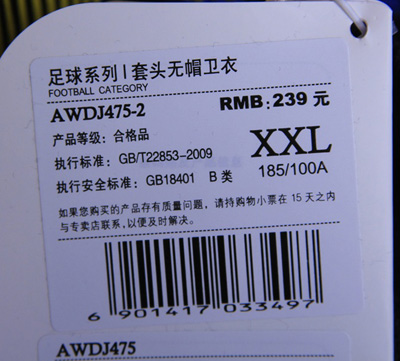 足球系列 | 套头无帽卫衣
FOOTBALL CATEGORY
AWDJ475-2 RMB: 239 元
产品等级: 合格品
执行标准: GB/T22853-2009 XXL
执行安全标准: GB18401 B 类 185/100A
如果您购买的产品存有质量问题, 请持购物小票在 15 天之内
与专卖店联系, 以便及时解决。
6 901417 033497
AWDJ475